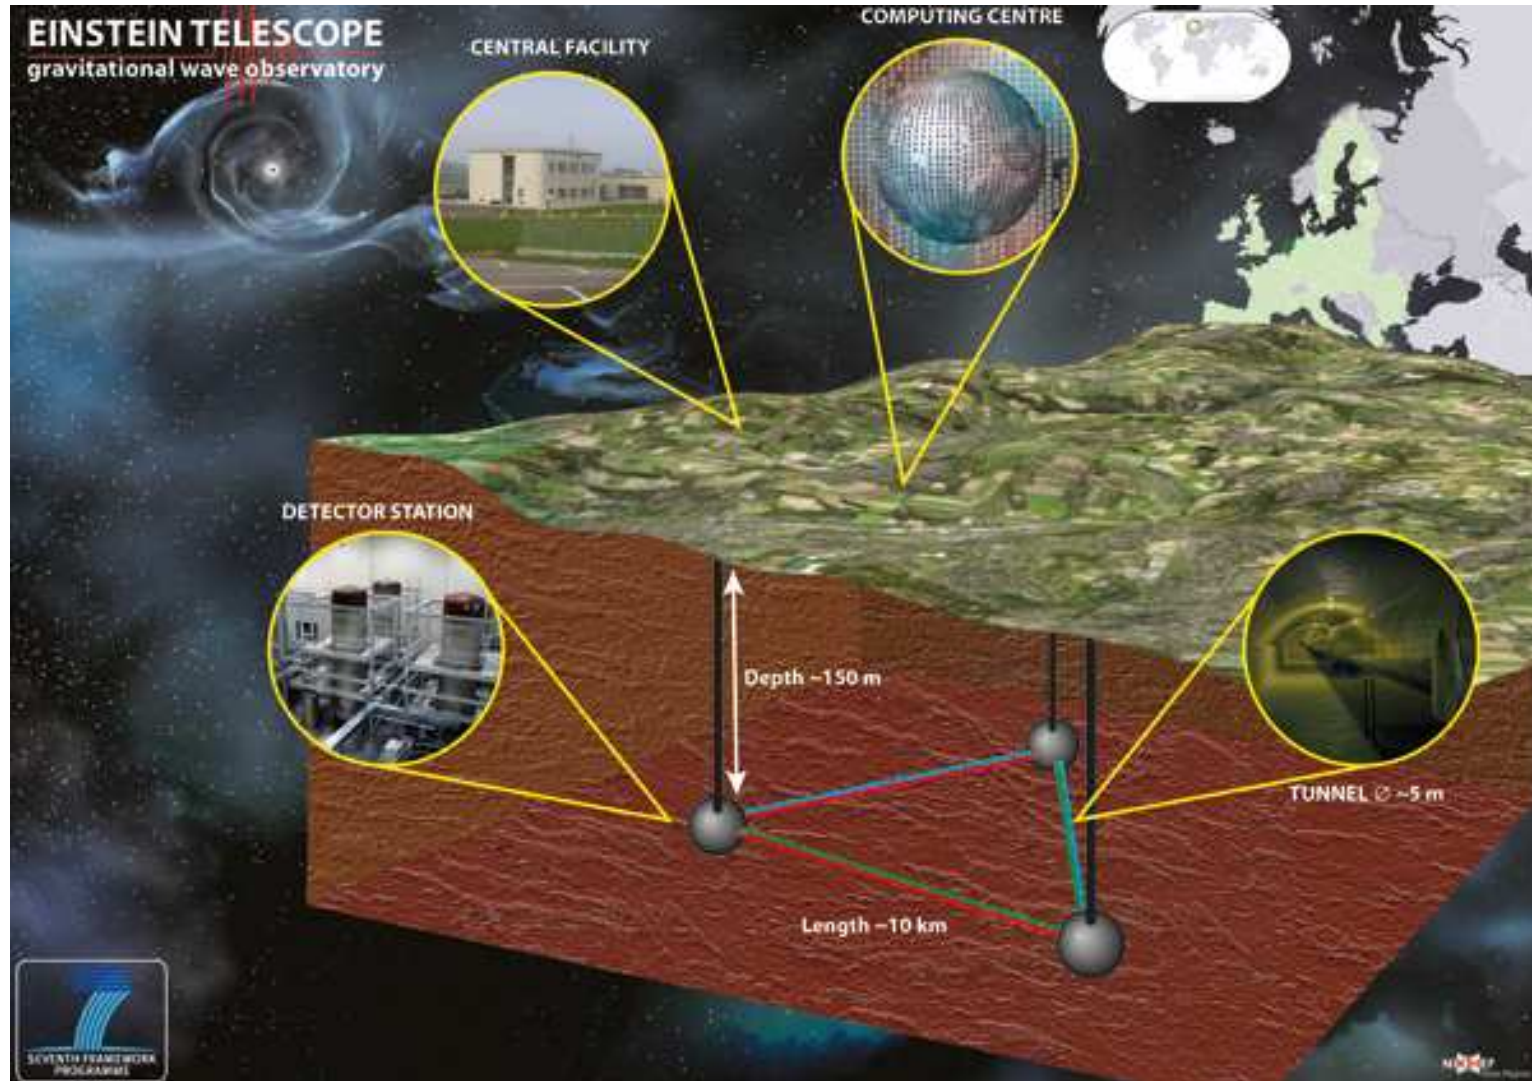 EINSTEIN TELESCOPE
gravitational wave observatory
CENTRAL FACILITY
COMPUTING CENTRE
DETECTOR STATION
Depth ~150 m
TUNNEL ∅ ~5 m
Length ~10 km
SEVENTH FRAMEWORK
PROGRAMME